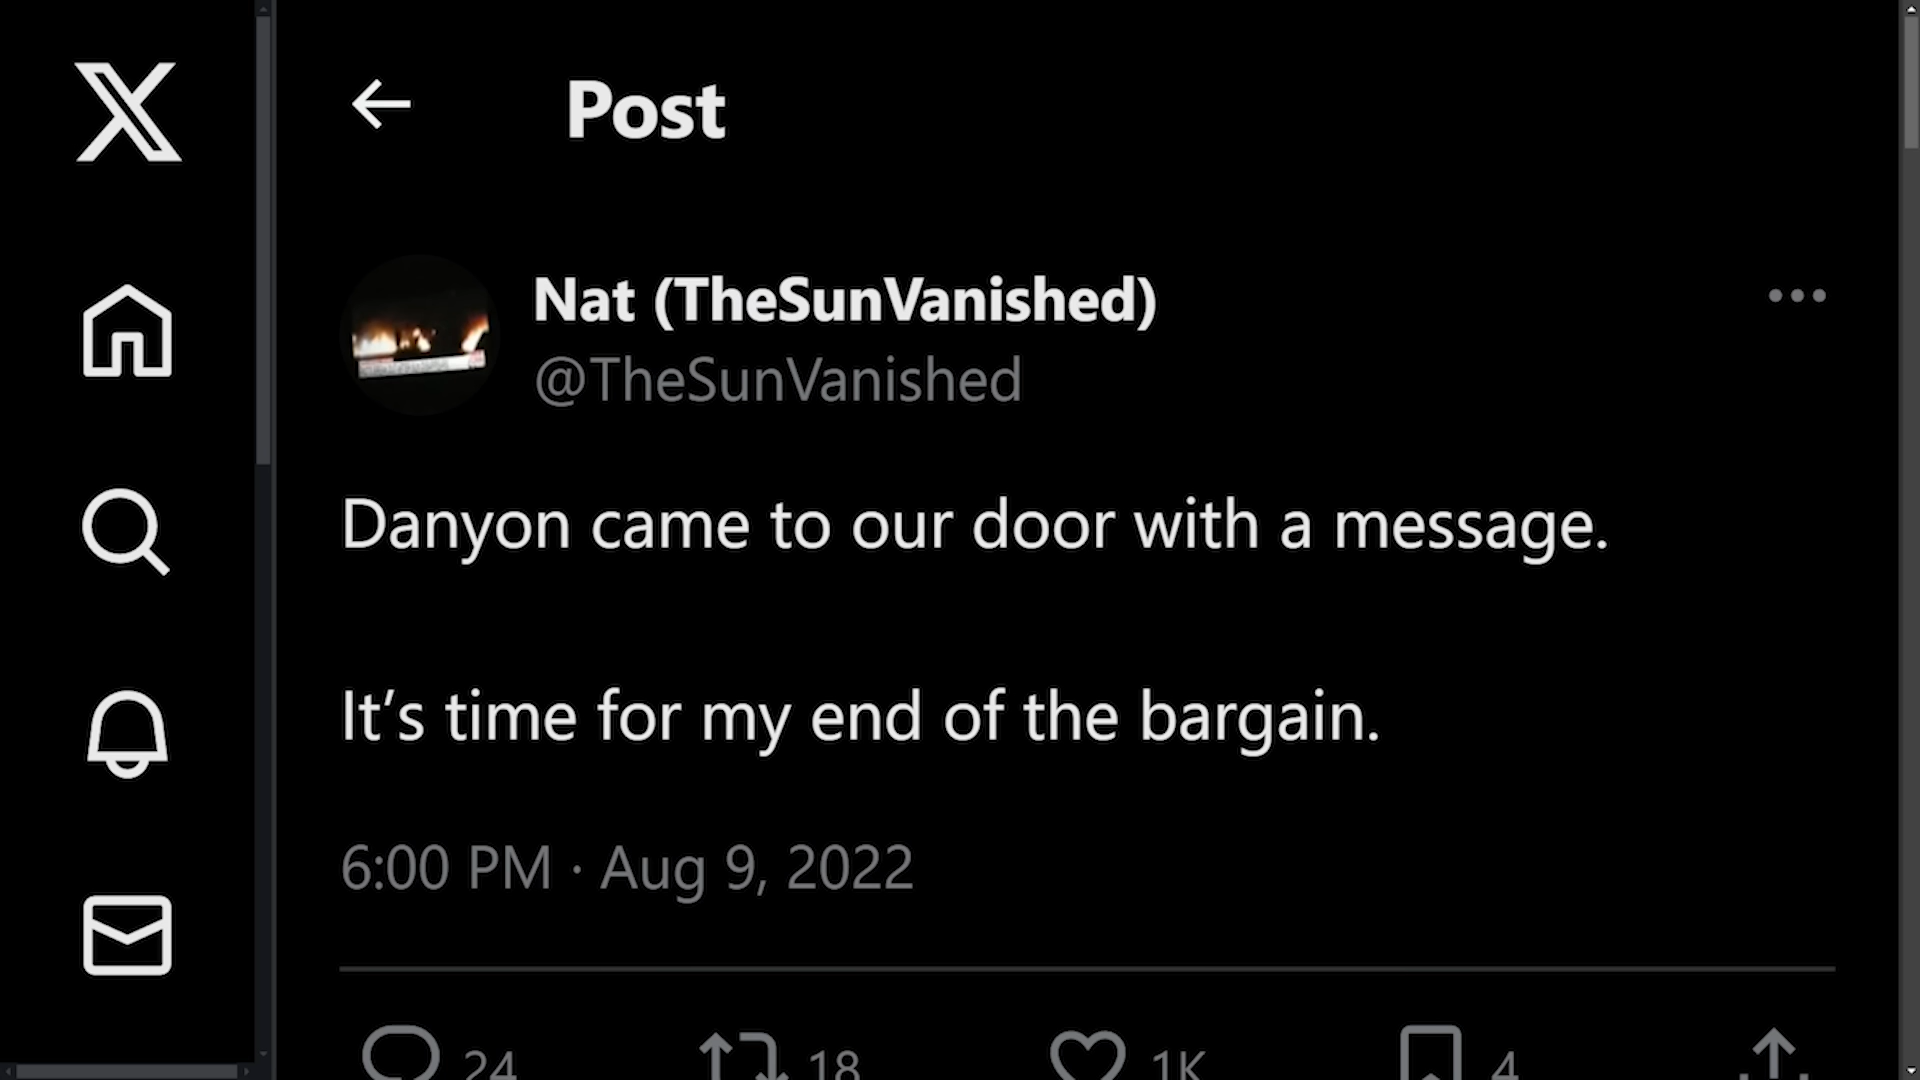 Post
Nat (TheSunVanished)
@TheSunVanished
Danyon came to our door with a message.
It’s time for my end of the bargain.
6:00 PM · Aug 9, 2022
24 18 1K 4